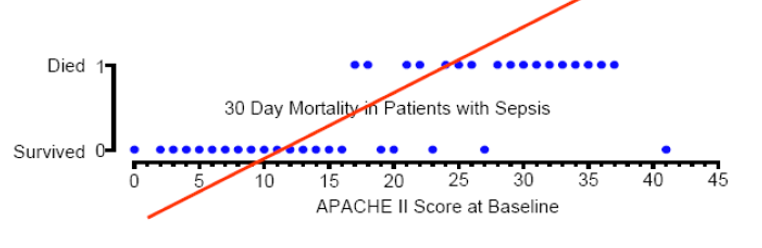 Died 1
30 Day Mortality in Patients with Sepsis
Survived 0
0 5 10 15 20 25 30 35 40 45
APACHE II Score at Baseline